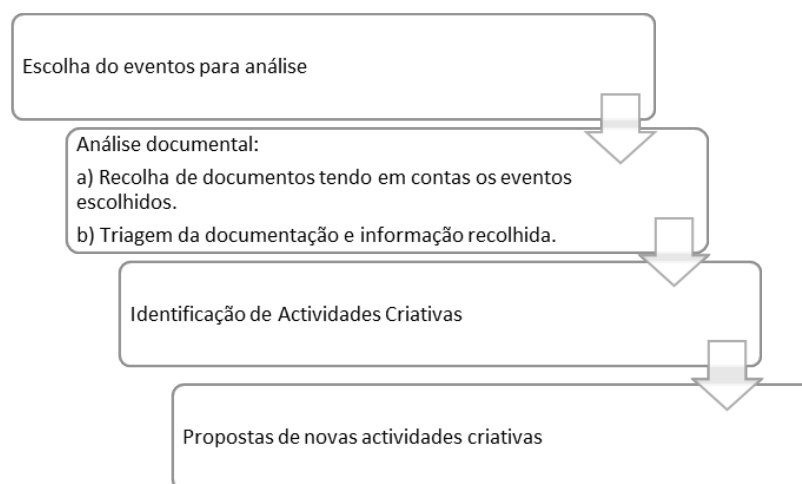 Escolha do eventos para análise
Análise documental:
a) Recolha de documentos tendo em contas os eventos
escolhidos.
b) Triagem da documentação e informação recolhida.
Identificação de Actividades Criativas
Propostas de novas actividades criativas